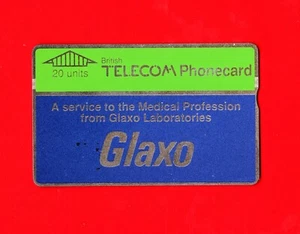 British
20 units TELECOM Phonecard
A service to the Medical Profession
from Glaxo Laboratories
Glaxo